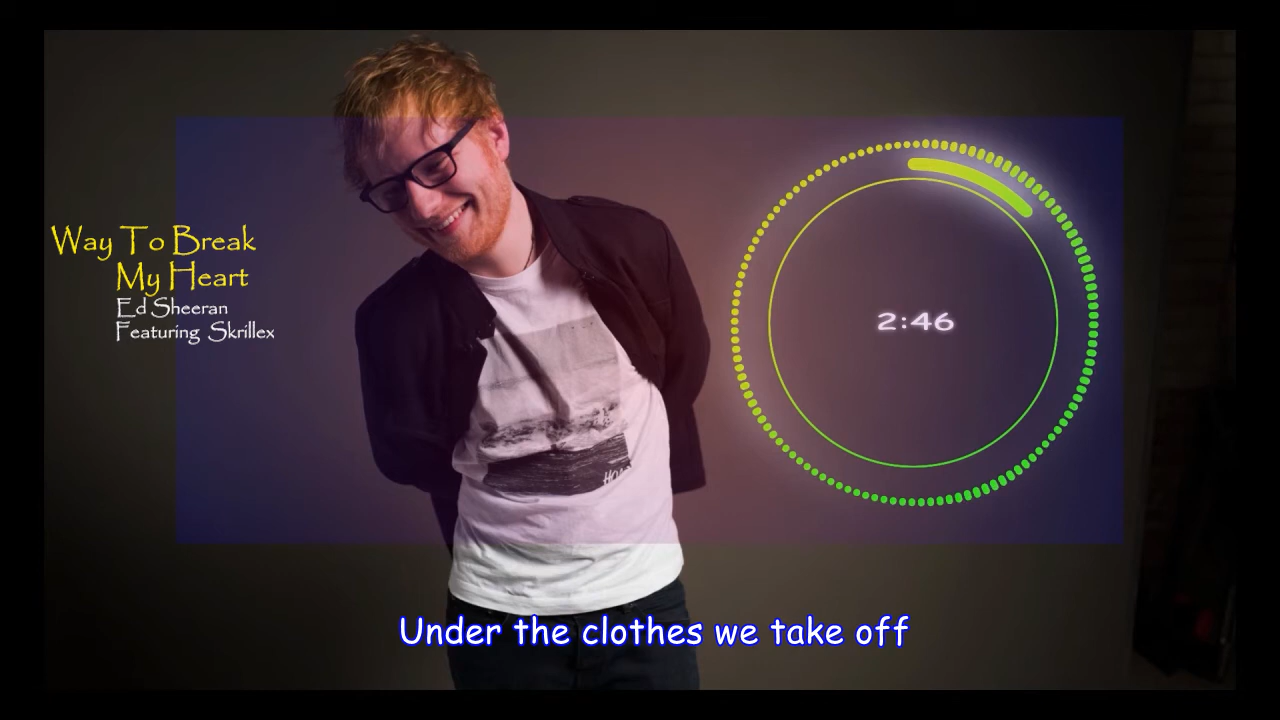 Way To Break
My Heart
Ed Sheeran
Featuring Skrillex
2:46
Under the clothes we take off